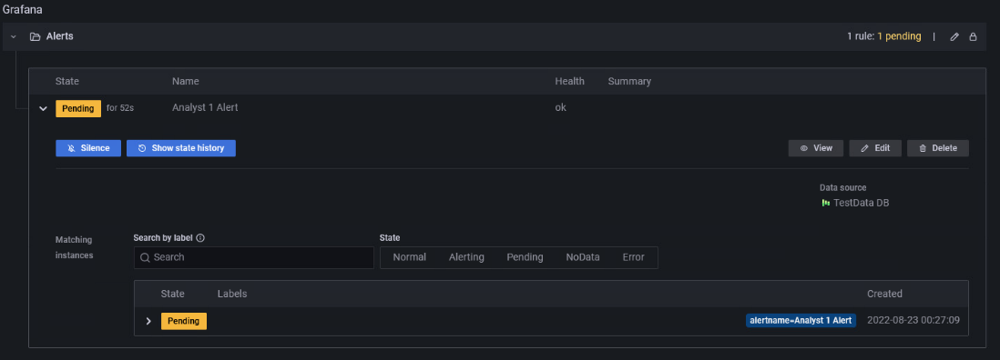 Grafana
Alerts 1 rule: 1 pending |
State Name Health Summary
Pending for 52s Analyst 1 Alert ok
Silence Show state history View Edit Delete
Data source
TestData DB
Matching instances
Search by label State
Search Normal Alerting Pending NoData Error
State Labels Created
Pending alertname=Analyst 1 Alert 2022-08-23 00:27:09